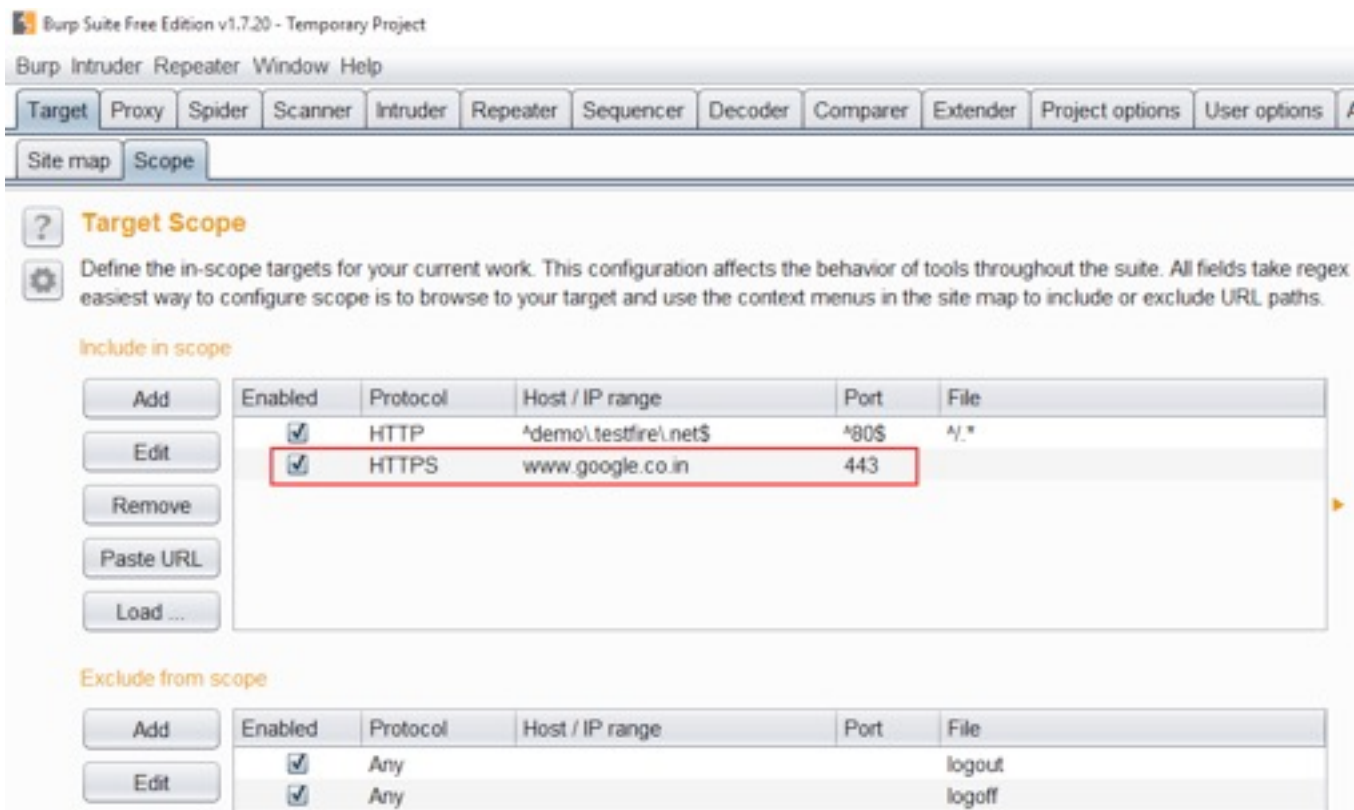 Burp Suite Free Edition v1.7.20 - Temporary Project
Burp Intruder Repeater Window Help
Target Proxy Spider Scanner Intruder Repeater Sequencer Decoder Comparer Extender Project options User options A
Site map Scope
? Target Scope
Define the in-scope targets for your current work. This configuration affects the behavior of tools throughout the suite. All fields take regex
easiest way to configure scope is to browse to your target and use the context menus in the site map to include or exclude URL paths.
Include in scope
Add Enabled Protocol Host / IP range Port File
HTTP ^demo\.testfire\.net$ ^80$ ^/.*
Edit
HTTPS www.google.co.in 443
Remove
Paste URL
Load ...
Exclude from scope
Add Enabled Protocol Host / IP range Port File
Any logout
Edit
Any logoff